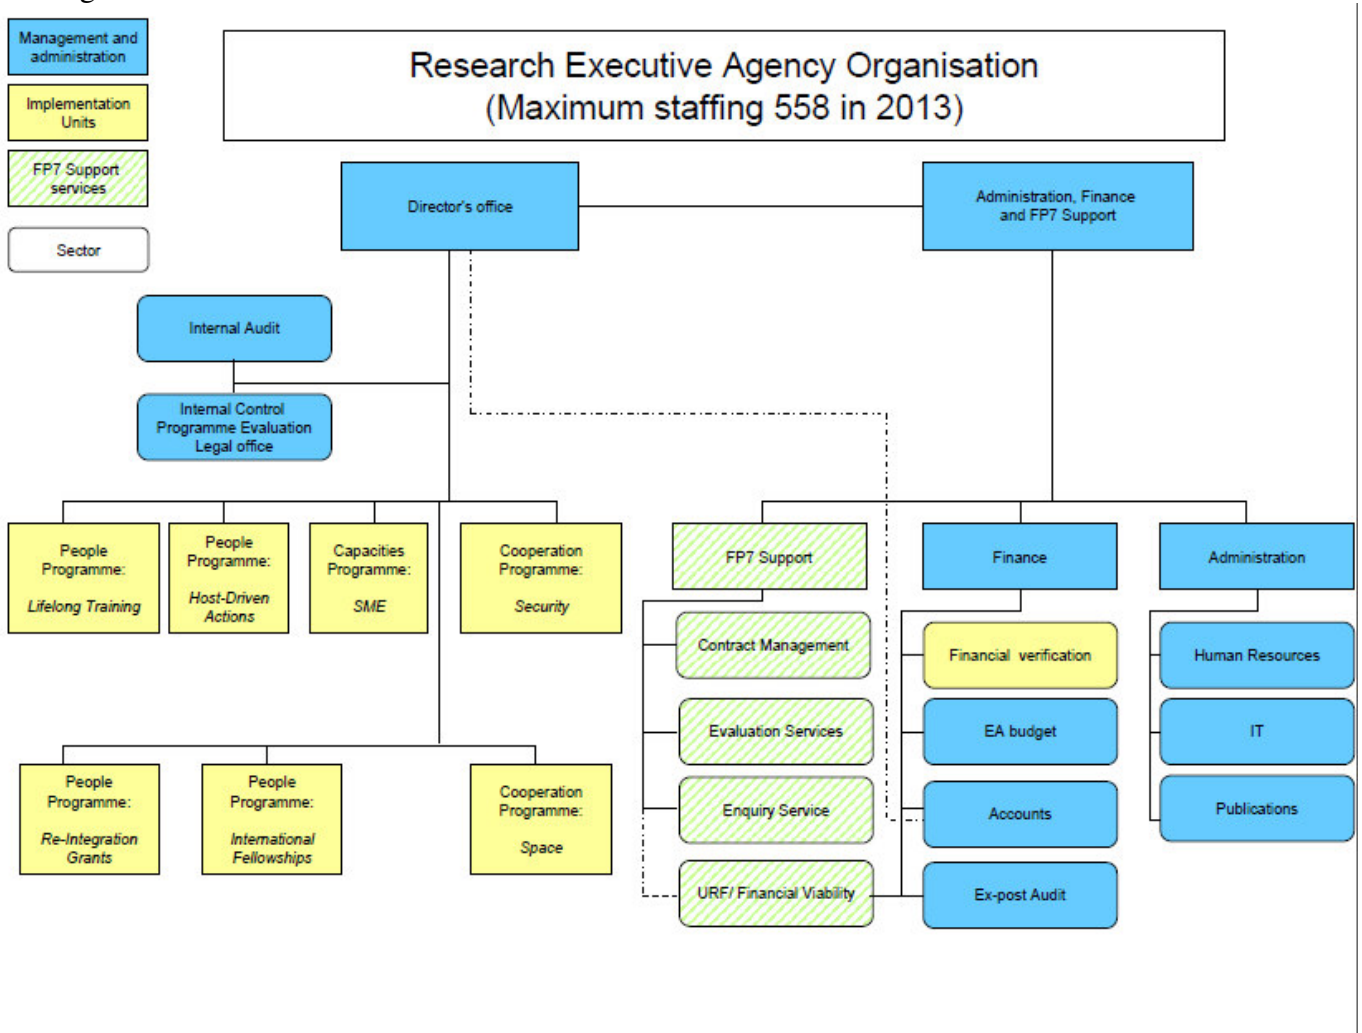 Management and
administration
Implementation
Units
FP7 Support
services
Sector
Research Executive Agency Organisation
(Maximum staffing 558 in 2013)
Director's office
Administration, Finance
and FP7 Support
Internal Audit
Internal Control
Programme Evaluation
Legal office
People
Programme:
Lifelong Training
People
Programme:
Host-Driven
Actions
Capacities
Programme:
SME
Cooperation
Programme:
Security
People
Programme:
Re-Integration
Grants
People
Programme:
International
Fellowships
Cooperation
Programme:
Space
FP7 Support
Contract Management
Evaluation Services
Enquiry Service
URF/ Financial Viability
Finance
Financial verification
EA budget
Accounts
Ex-post Audit
Administration
Human Resources
IT
Publications